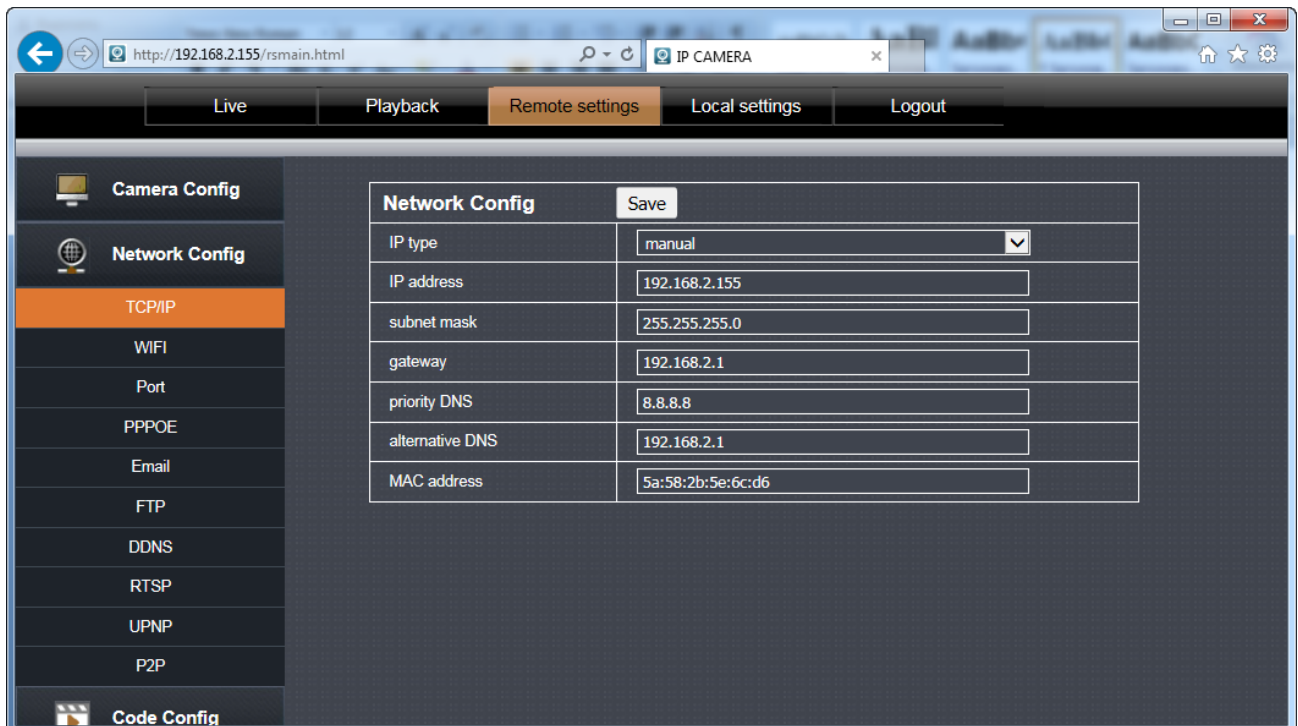 http://192.168.2.155/rsmain.html
IP CAMERA
Live Playback Remote settings Local settings Logout
Camera Config
Network Config
TCP/IP
WIFI
Port
PPPOE
Email
FTP
DDNS
RTSP
UPNP
P2P
Code Config
Network Config Save
IP type manual
IP address 192.168.2.155
subnet mask 255.255.255.0
gateway 192.168.2.1
priority DNS 8.8.8.8
alternative DNS 192.168.2.1
MAC address 5a:58:2b:5e:6c:d6